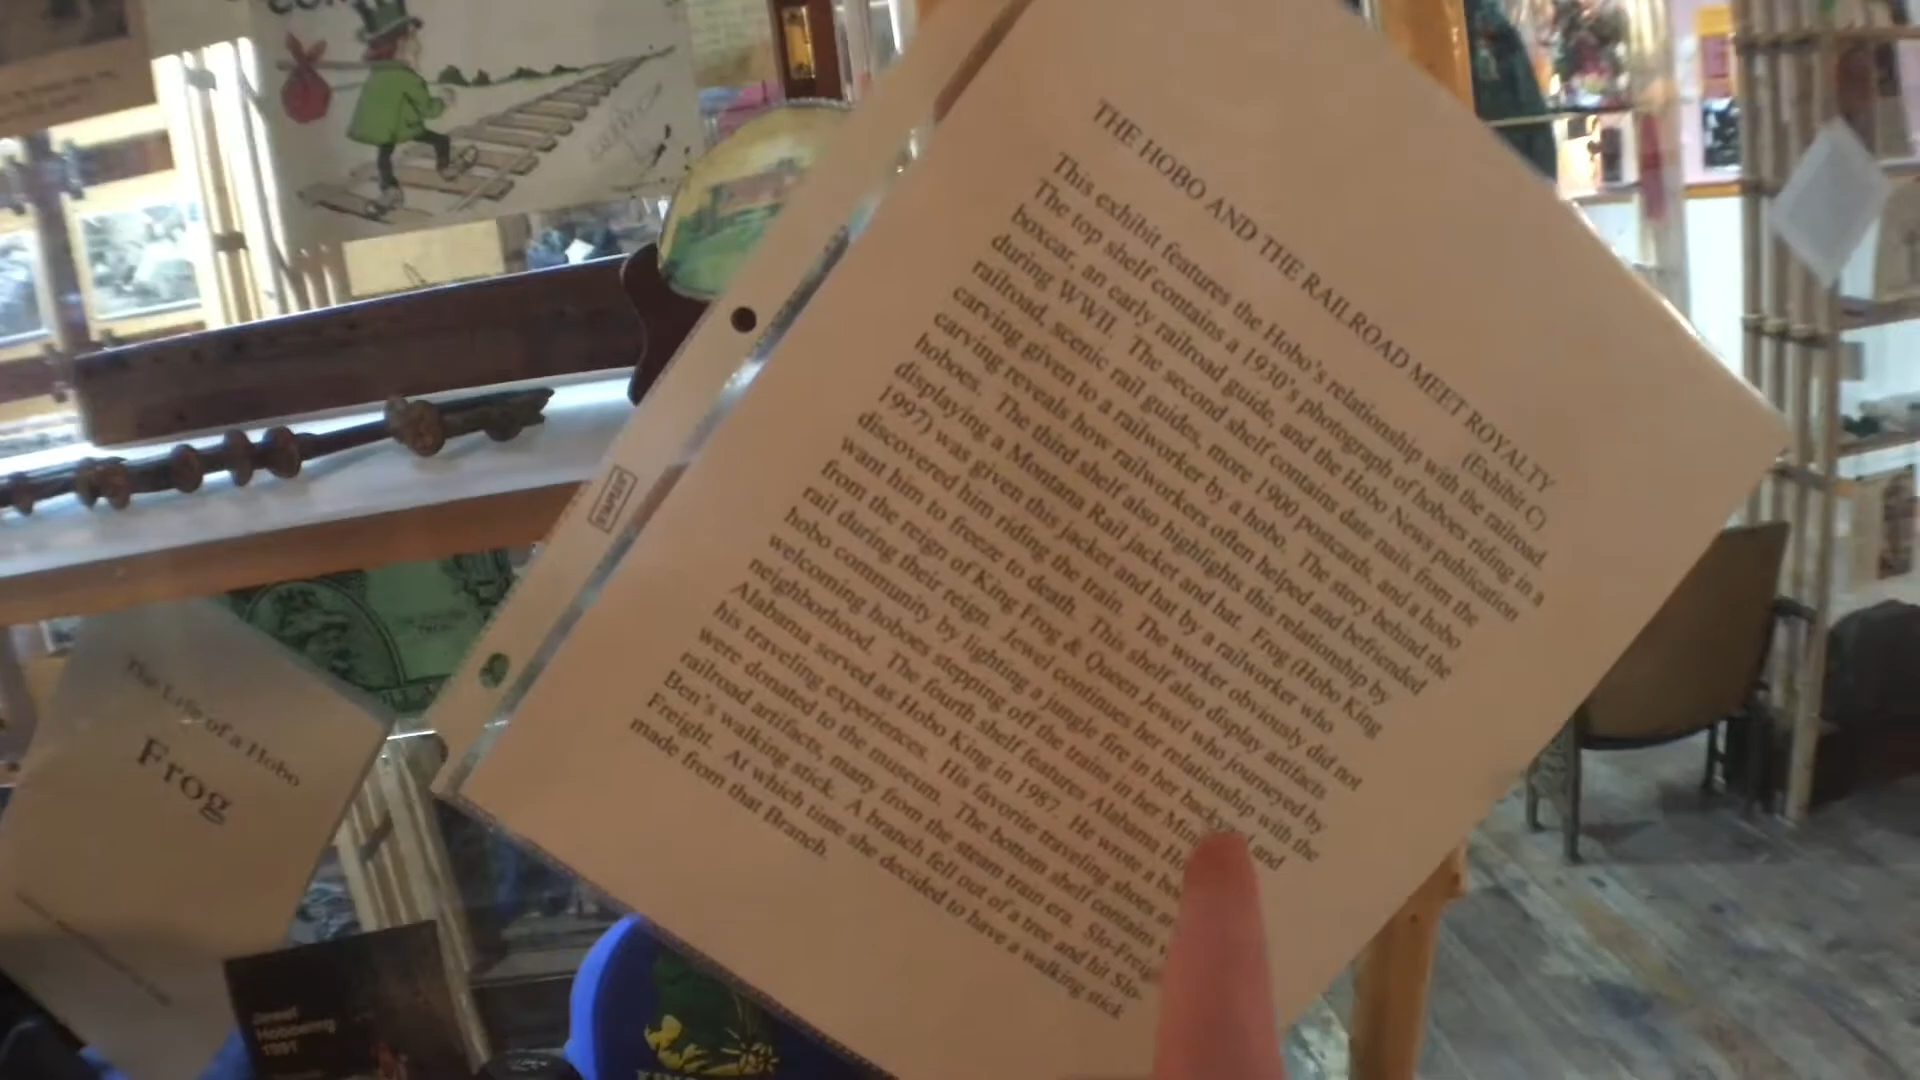 THE HOBO AND THE RAILROAD MEET ROYALTY
(Exhibit C)
This exhibit features the Hobo's relationship with the railroad.
The top shelf contains a 1930's photograph of hoboes riding in a
boxcar, an early railroad guide, and the Hobo News publication
during WWII. The second shelf contains date nails from the
railroad, scenic rail guides, more 1900 postcards, and a hobo
carving given to a railworker by a hobo. The story behind the
carving reveals how railworkers often helped and befriended
hoboes. The third shelf also highlights this relationship by
displaying a Montana Rail jacket and hat. Frog (Hobo King
1997) was given this jacket and hat by a railworker who
discovered him riding the train. The worker obviously did not
want him to freeze to death. This shelf also display artifacts
from the reign of King Frog & Queen Jewel who journeyed by
rail during their reign. Jewel continues her relationship with the
hobo community by lighting a jungle fire in her backyard and
welcoming hoboes stepping off the trains in her
neighborhood. The fourth shelf features Alabama
Alabama served as Hobo King in 1987. He wrote a
his traveling experiences. His favorite traveling shoes
were donated to the museum. The bottom shelf contains
railroad artifacts, many from the steam train era. Slo-Freight
Ben's walking stick. A branch fell out of a tree and hit Slo-
Freight. At which time she decided to have a walking stick
made from that Branch.
The Life of a Hobo
Frog
Jewel
Hoboeing
1991